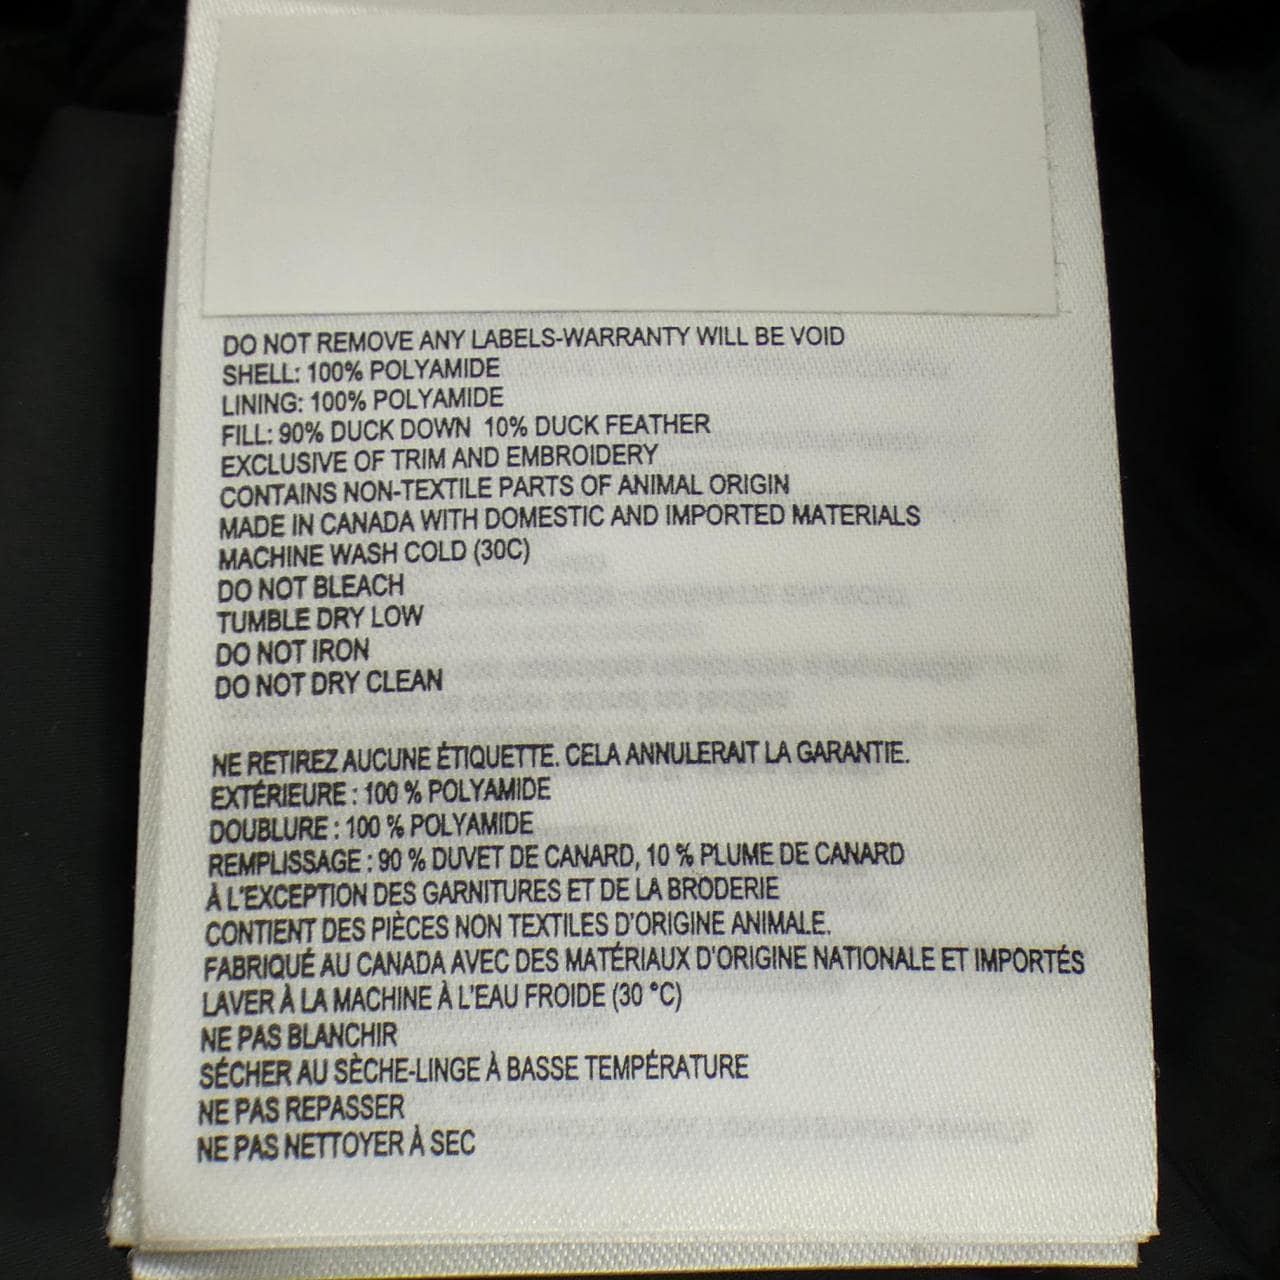 DO NOT REMOVE ANY LABELS-WARRANTY WILL BE VOID
SHELL: 100% POLYAMIDE
LINING: 100% POLYAMIDE
FILL: 90% DUCK DOWN 10% DUCK FEATHER
EXCLUSIVE OF TRIM AND EMBROIDERY
CONTAINS NON-TEXTILE PARTS OF ANIMAL ORIGIN
MADE IN CANADA WITH DOMESTIC AND IMPORTED MATERIALS
MACHINE WASH COLD (30C)
DO NOT BLEACH
TUMBLE DRY LOW
DO NOT IRON
DO NOT DRY CLEAN
NE RETIREZ AUCUNE ÉTIQUETTE. CELA ANNULERAIT LA GARANTIE.
EXTÉRIEURE : 100 % POLYAMIDE
DOUBLURE : 100 % POLYAMIDE
REMPLISSAGE : 90 % DUVET DE CANARD, 10 % PLUME DE CANARD
À L'EXCEPTION DES GARNITURES ET DE LA BRODERIE
CONTIENT DES PIÈCES NON TEXTILES D'ORIGINE ANIMALE.
FABRIQUÉ AU CANADA AVEC DES MATÉRIAUX D'ORIGINE NATIONALE ET IMPORTÉS
LAVER À LA MACHINE À L'EAU FROIDE (30 °C)
NE PAS BLANCHIR
SÉCHER AU SÈCHE-LINGE À BASSE TEMPÉRATURE
NE PAS REPASSER
NE PAS NETTOYER À SEC